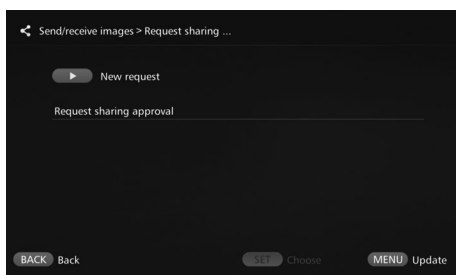 Send/receive images > Request sharing ...
New request
Request sharing approval
BACK Back
SET Choose
MENU Update